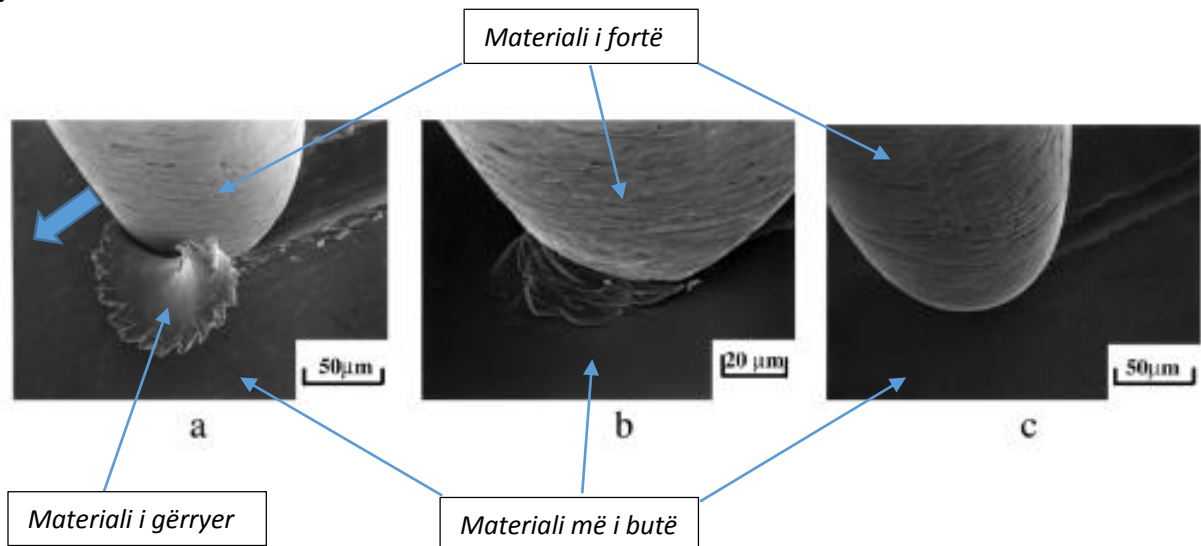 Materiali i fortë
50μm
20 μm
50μm
a
b
c
Materiali i gërryer
Materiali më i butë